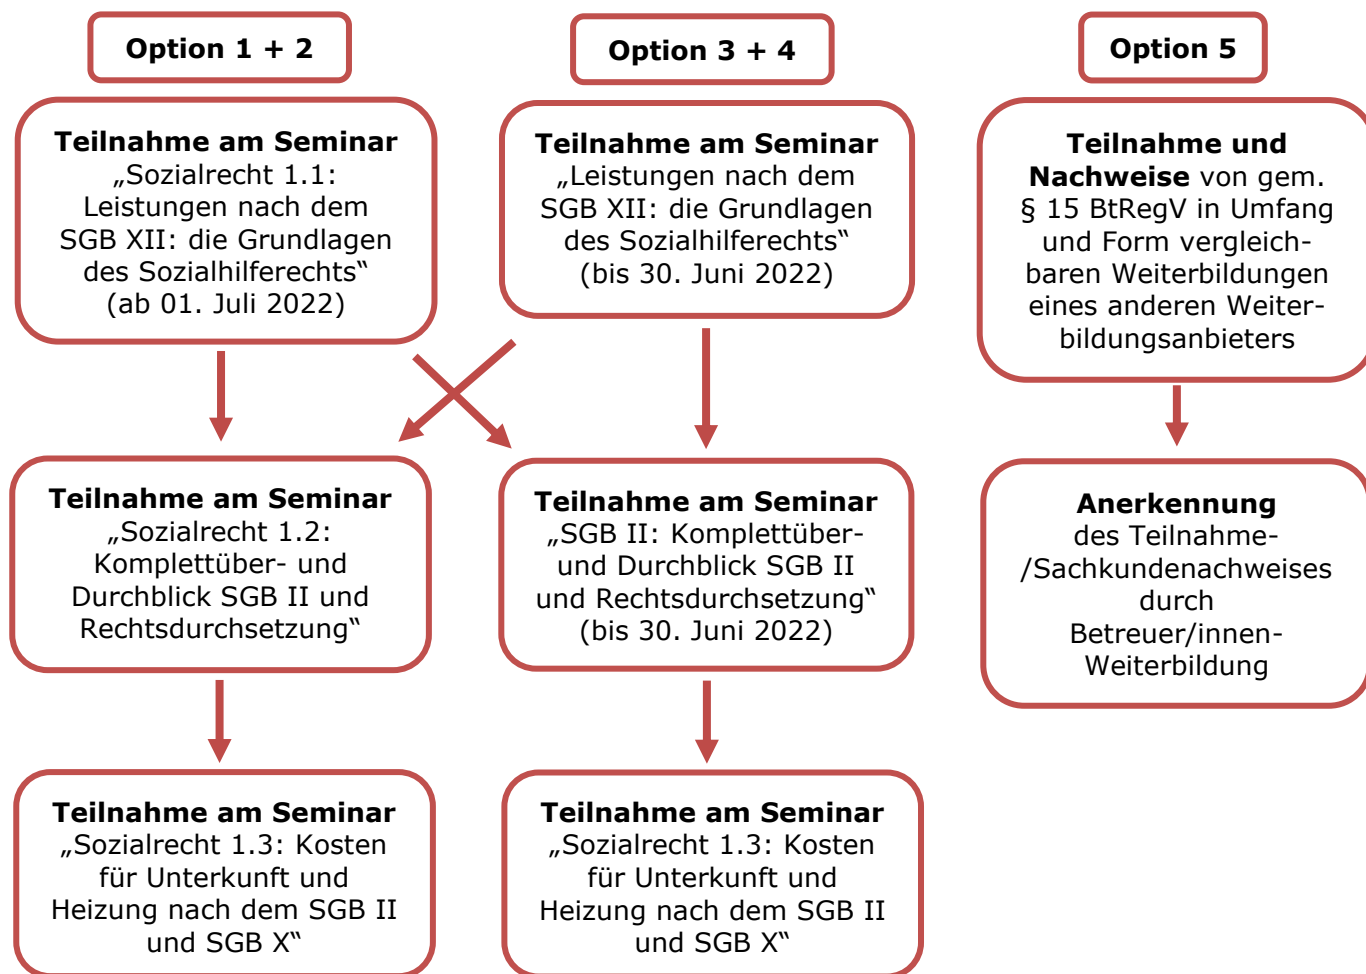 Option 1 + 2
Option 3 + 4
Option 5
Teilnahme am Seminar
„Sozialrecht 1.1:
Leistungen nach dem
SGB XII: die Grundlagen
des Sozialhilferechts“
(ab 01. Juli 2022)
Teilnahme am Seminar
„Leistungen nach dem
SGB XII: die Grundlagen
des Sozialhilferechts“
(bis 30. Juni 2022)
Teilnahme und
Nachweise von gem.
§ 15 BtRegV in Umfang
und Form vergleich-
baren Weiterbildungen
eines anderen Weiter-
bildungsanbieters
Teilnahme am Seminar
„Sozialrecht 1.2:
Komplettüber- und
Durchblick SGB II und
Rechtsdurchsetzung“
Teilnahme am Seminar
„SGB II: Komplettüber-
und Durchblick SGB II
und Rechtsdurchsetzung“
(bis 30. Juni 2022)
Anerkennung
des Teilnahme-
/Sachkundenachweises
durch
Betreuer/innen-
Weiterbildung
Teilnahme am Seminar
„Sozialrecht 1.3: Kosten
für Unterkunft und
Heizung nach dem SGB II
und SGB X“
Teilnahme am Seminar
„Sozialrecht 1.3: Kosten
für Unterkunft und
Heizung nach dem SGB II
und SGB X“